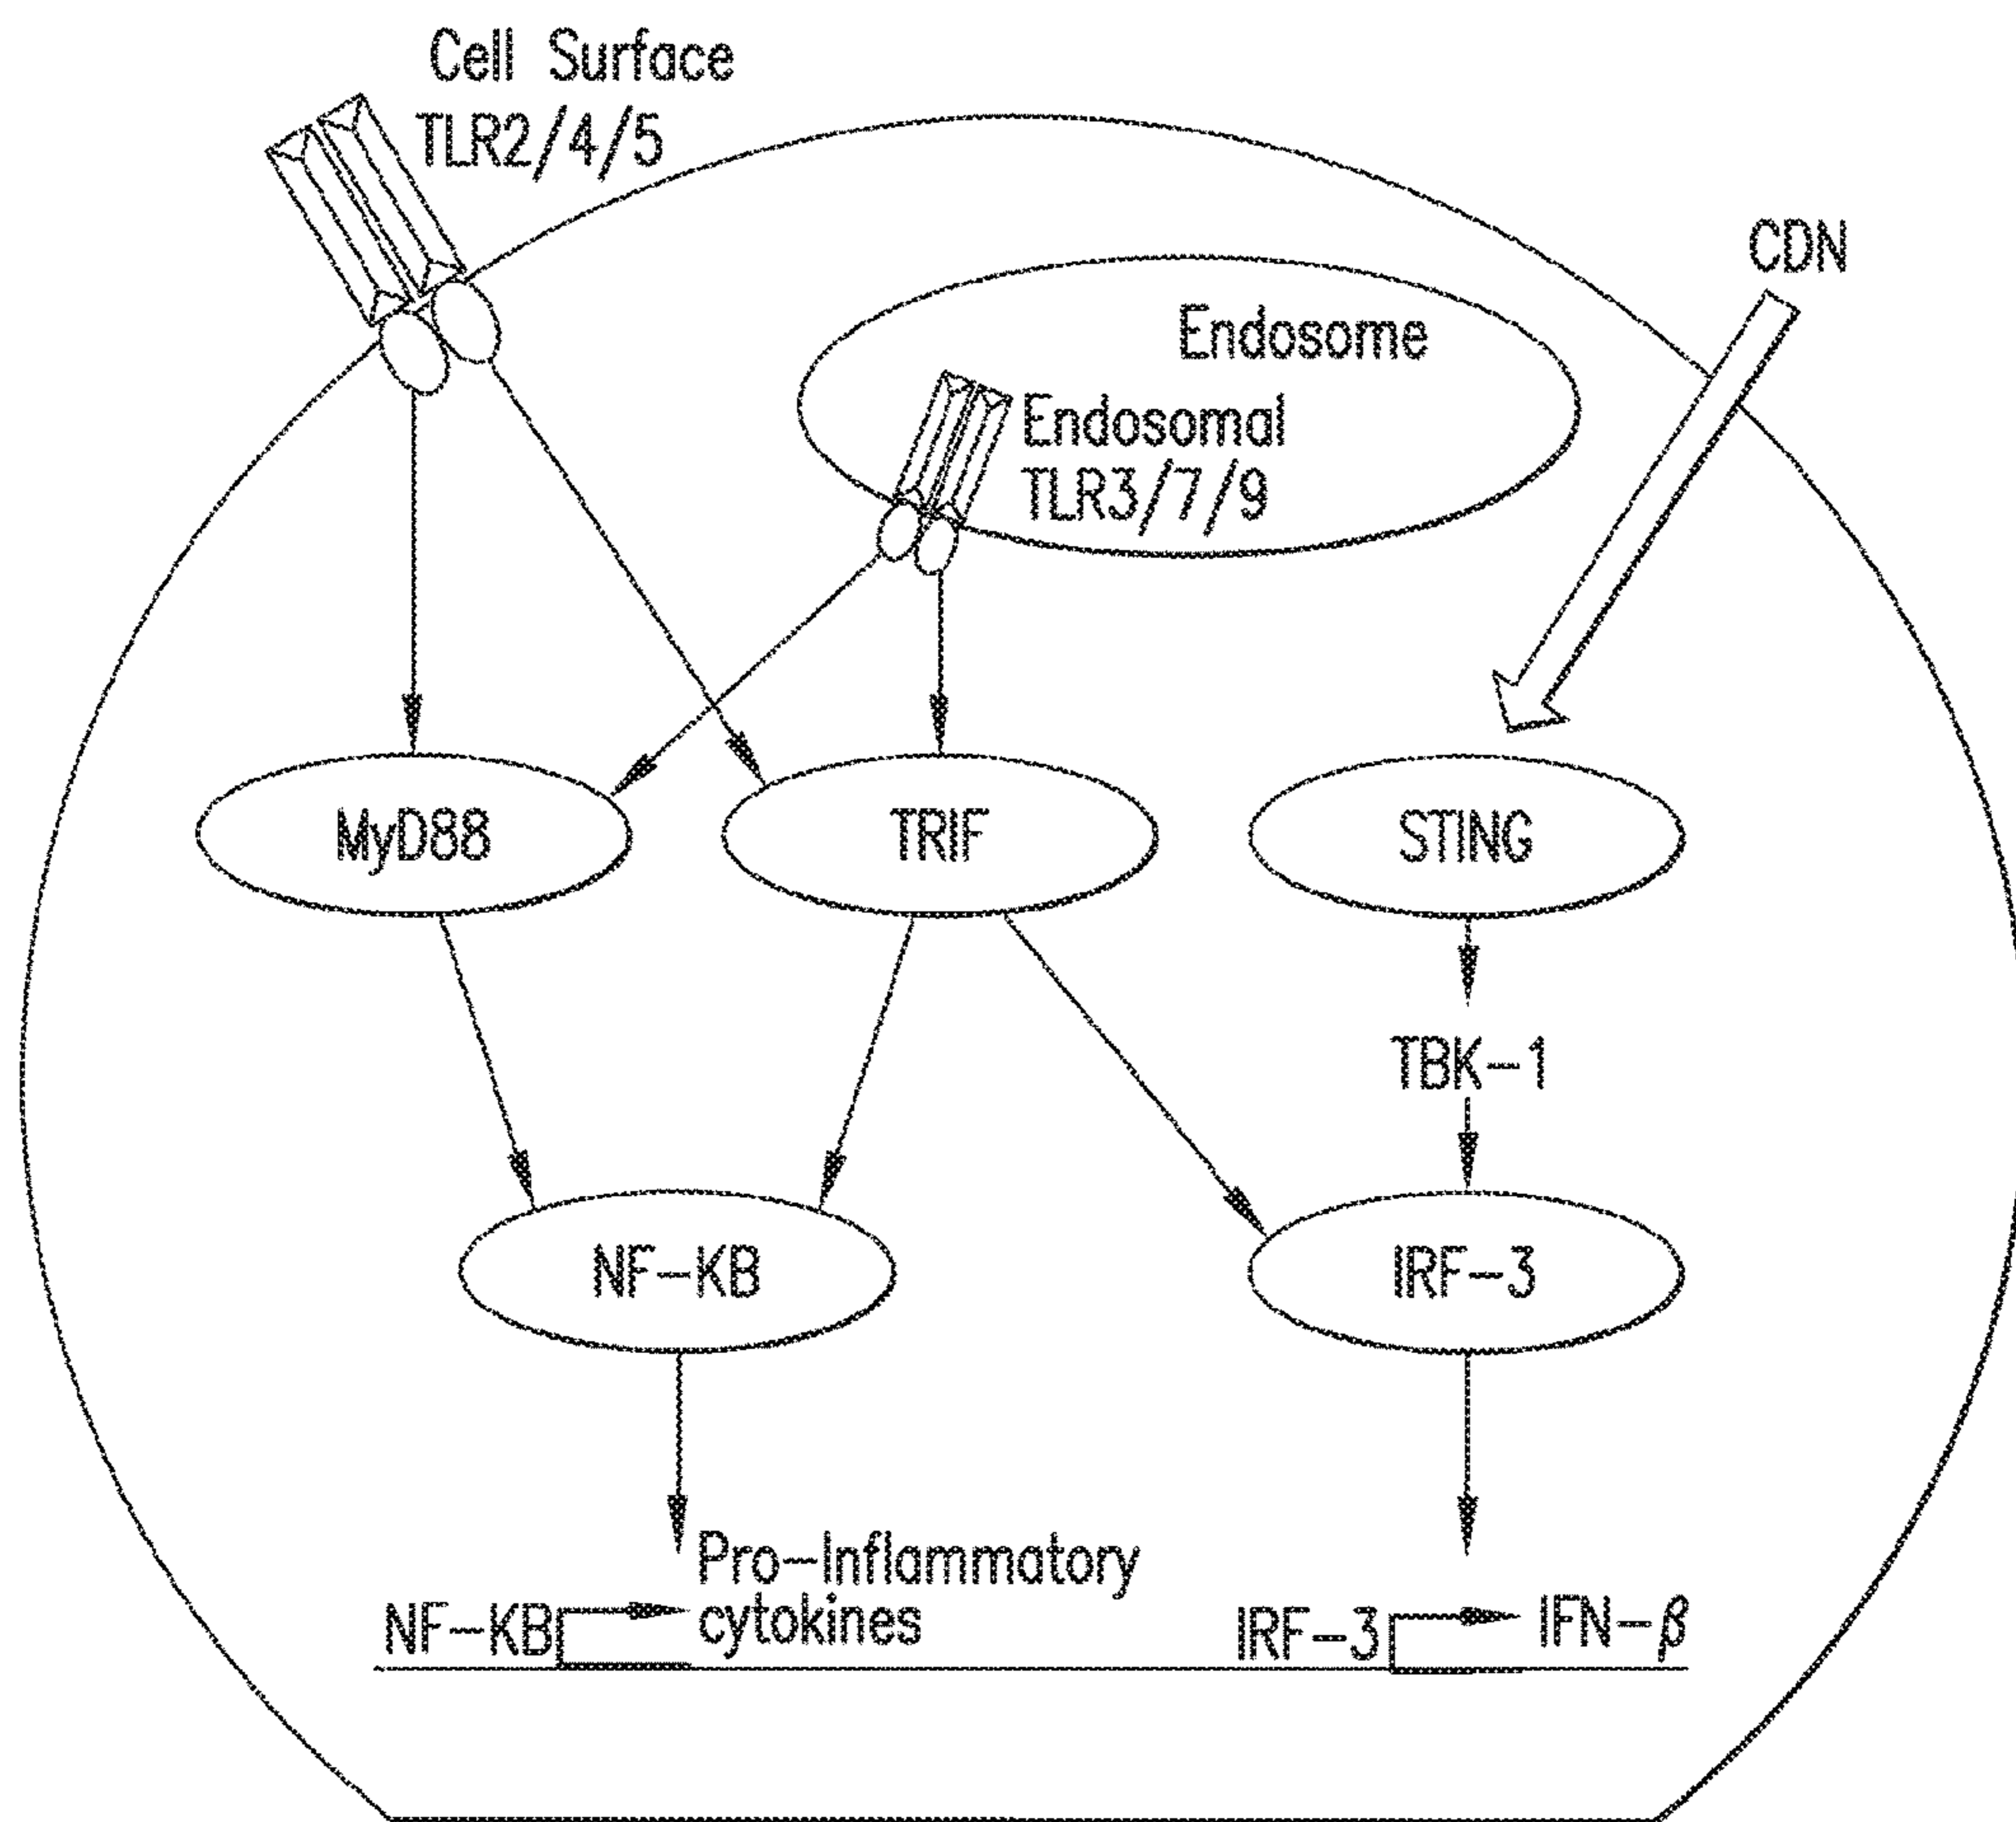 Cell Surface
TLR2/4/5
CDN
Endosome
Endosomal
TLR3/7/9
MyD88
TRIF
STING
TBK-1
NF-KB
IRF-3
Pro-Inflammatory
cytokines
NF-KB
IRF-3
IFN-β